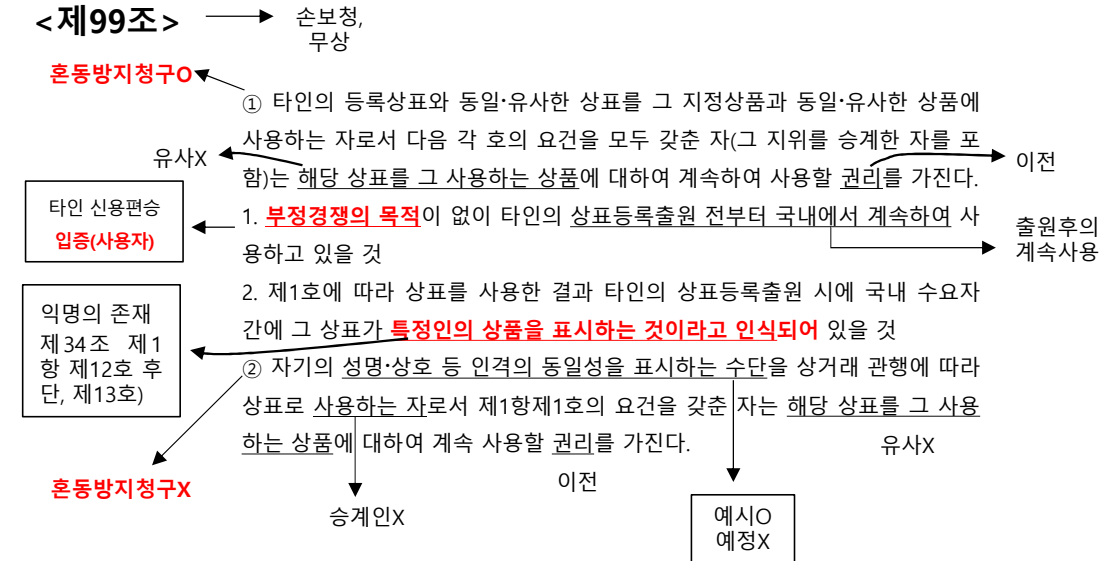 <제99조>
손보청,
무상
혼동방지청구O
① 타인의 등록상표와 동일·유사한 상표를 그 지정상품과 동일·유사한 상품에
사용하는 자로서 다음 각 호의 요건을 모두 갖춘 자(그 지위를 승계한 자를 포
함)는 해당 상표를 그 사용하는 상품에 대하여 계속하여 사용할 권리를 가진다.
유사X
이전
1. 부정경쟁의 목적이 없이 타인의 상표등록출원 전부터 국내에서 계속하여 사
용하고 있을 것
타인 신용편승
입증(사용자)
출원후의
계속사용
2. 제1호에 따라 상표를 사용한 결과 타인의 상표등록출원 시에 국내 수요자
간에 그 상표가 특정인의 상품을 표시하는 것이라고 인식되어 있을 것
익명의 존재
제34조 제1
항 제12호 후
단, 제13호)
② 자기의 성명·상호 등 인격의 동일성을 표시하는 수단을 상거래 관행에 따라
상표로 사용하는 자로서 제1항제1호의 요건을 갖춘 자는 해당 상표를 그 사용
하는 상품에 대하여 계속 사용할 권리를 가진다.
유사X
이전
혼동방지청구X
승계인X
예시O
예정X